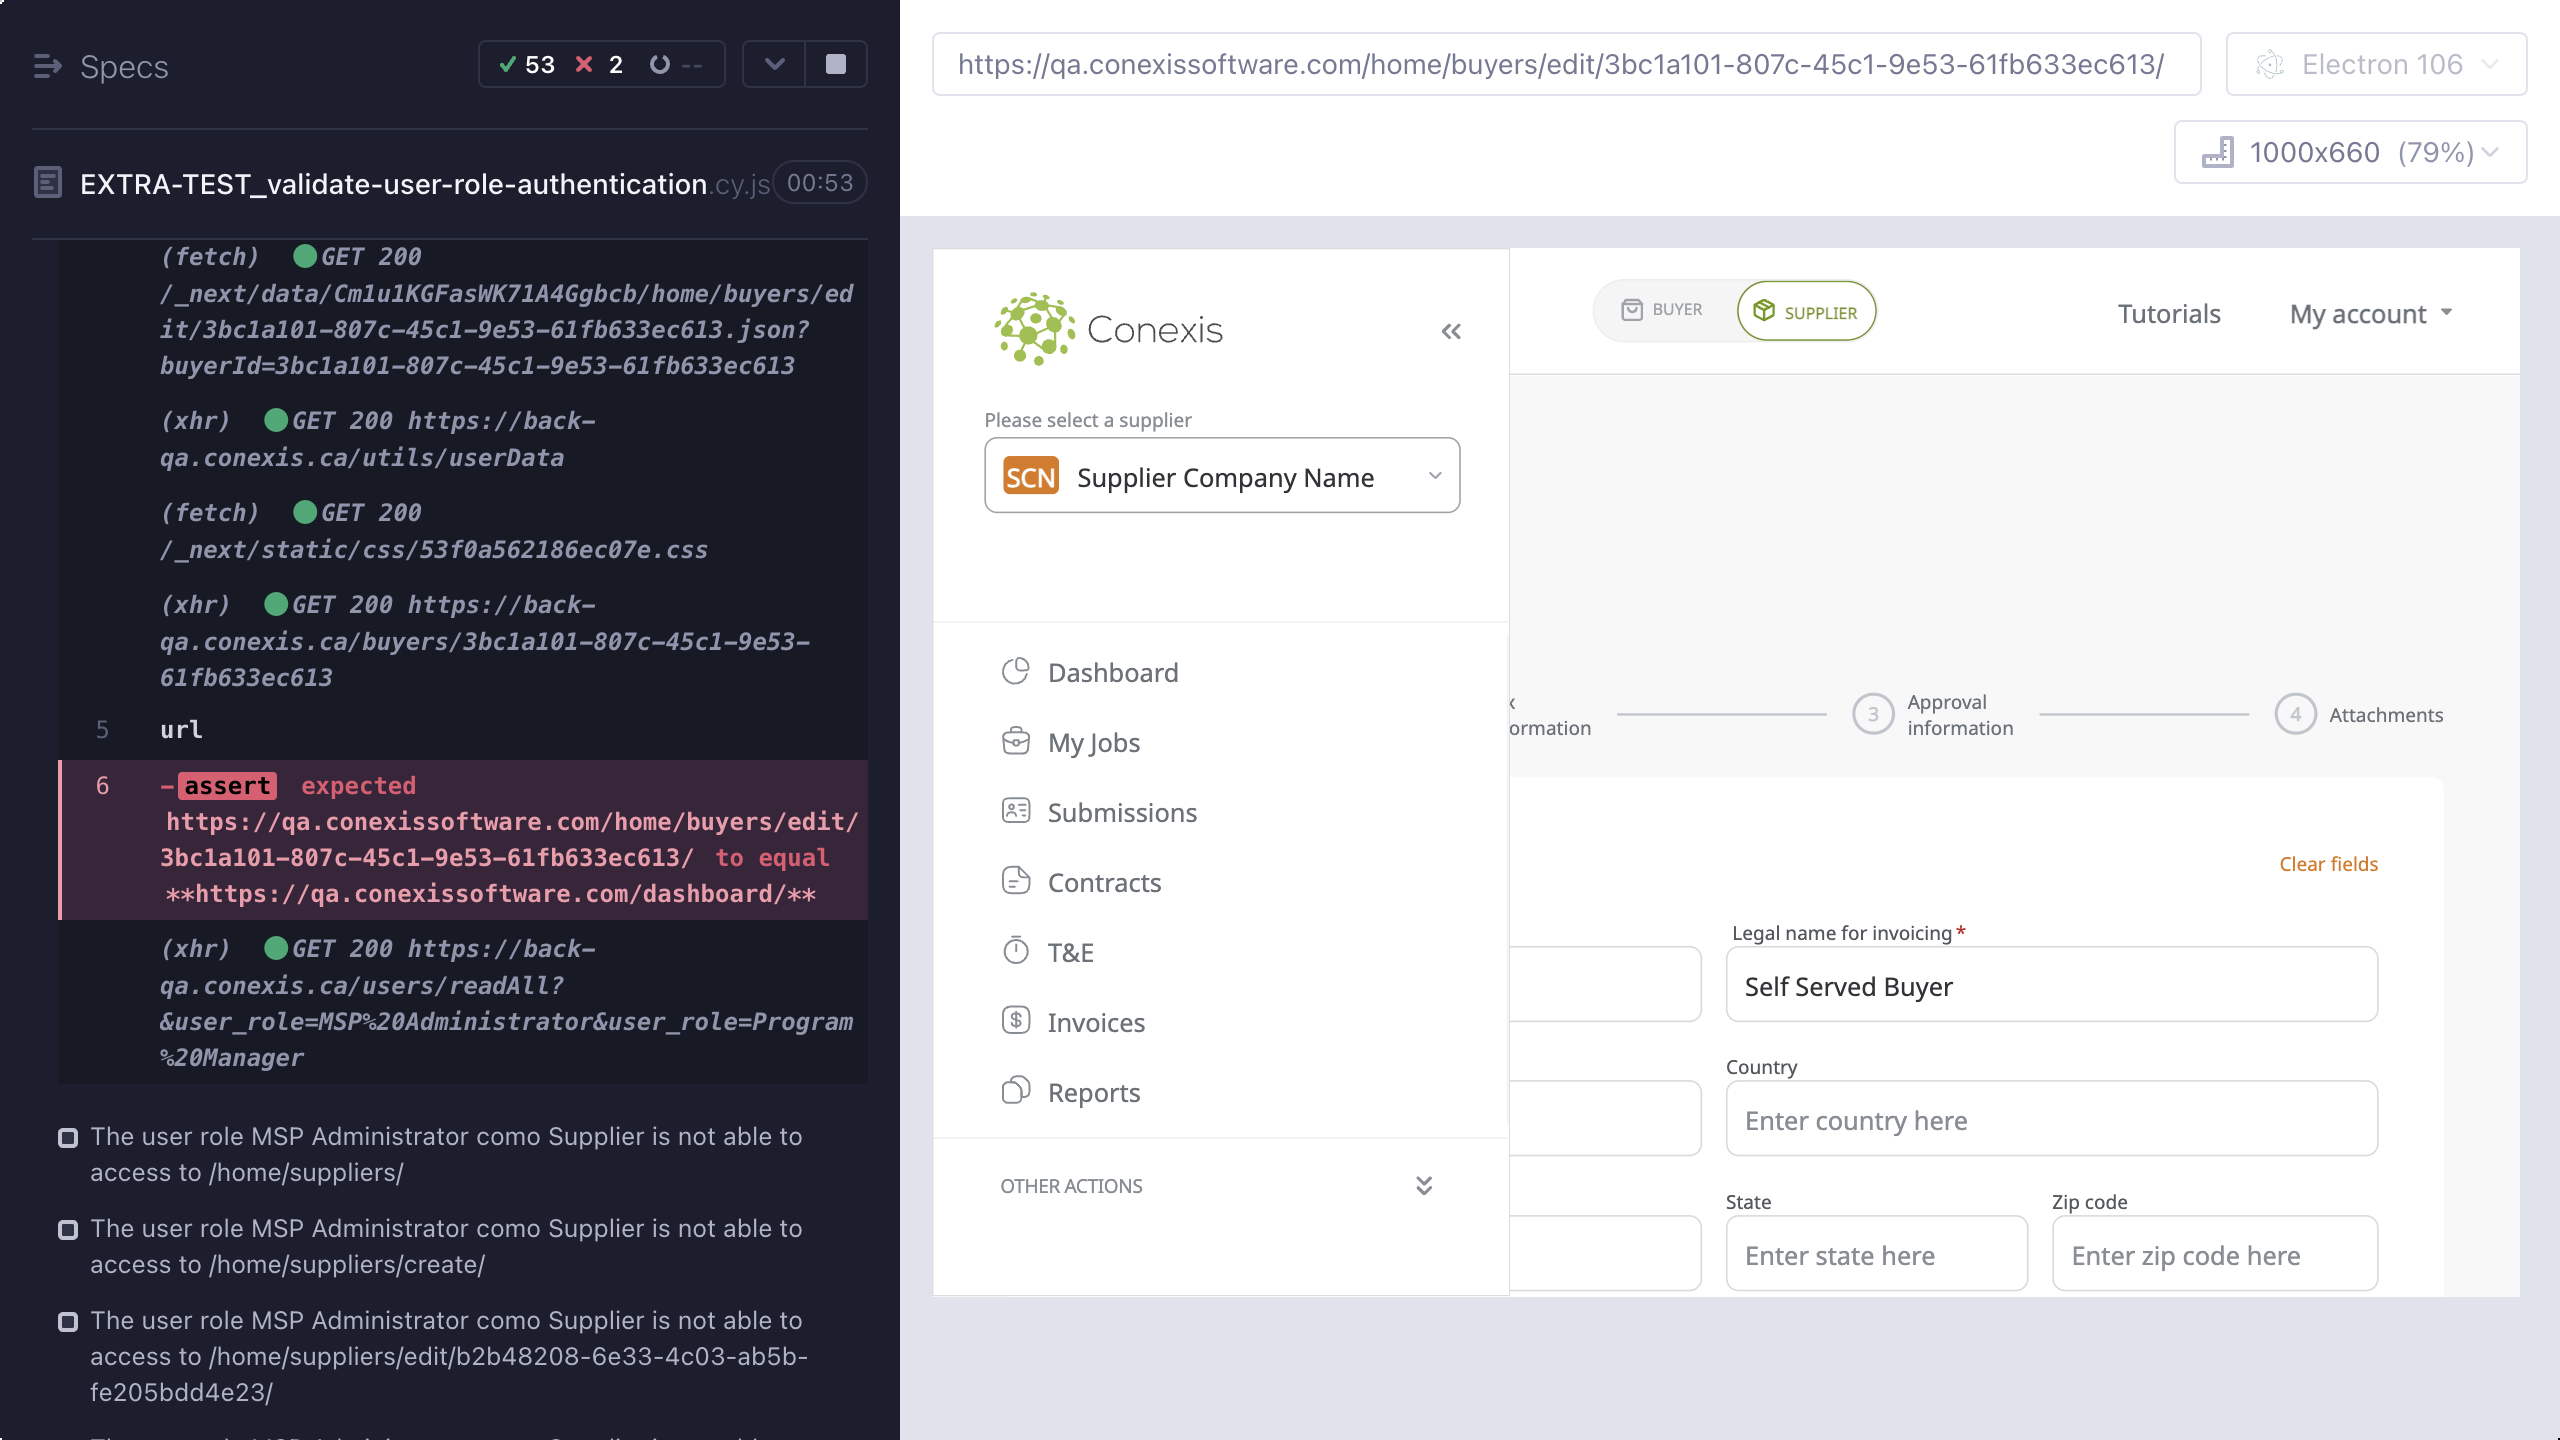 Specs
53 2 --
EXTRA-TEST_validate-user-role-authentication.cy.js 00:53
(fetch) GET 200
/_next/data/Cm1u1KGFasWK71A4Ggbcb/home/buyers/ed
it/3bc1a101-807c-45c1-9e53-61fb633ec613.json?
buyerId=3bc1a101-807c-45c1-9e53-61fb633ec613
(xhr) GET 200 https://back-
qa.conexis.ca/utils/userData
(fetch) GET 200
/_next/static/css/53f0a562186ec07e.css
(xhr) GET 200 https://back-
qa.conexis.ca/buyers/3bc1a101-807c-45c1-9e53-
61fb633ec613
5 url
6 -assert expected
https://qa.conexissoftware.com/home/buyers/edit/
3bc1a101-807c-45c1-9e53-61fb633ec613/ to equal
**https://qa.conexissoftware.com/dashboard/**
(xhr) GET 200 https://back-
qa.conexis.ca/users/readAll?
&user_role=MSP%20Administrator&user_role=Program
%20Manager
The user role MSP Administrator como Supplier is not able to
access to /home/suppliers/
The user role MSP Administrator como Supplier is not able to
access to /home/suppliers/create/
The user role MSP Administrator como Supplier is not able to
access to /home/suppliers/edit/b2b48208-6e33-4c03-ab5b-
fe205bdd4e23/
https://qa.conexissoftware.com/home/buyers/edit/3bc1a101-807c-45c1-9e53-61fb633ec613/
Electron 106
1000x660 (79%)
Conexis
Please select a supplier
SCN Supplier Company Name
Dashboard
My Jobs
Submissions
Contracts
T&E
Invoices
Reports
OTHER ACTIONS
BUYER
SUPPLIER
Tutorials
My account
ormation
3 Approval
information
4 Attachments
Clear fields
Legal name for invoicing*
Self Served Buyer
Country
Enter country here
State
Enter state here
Zip code
Enter zip code here